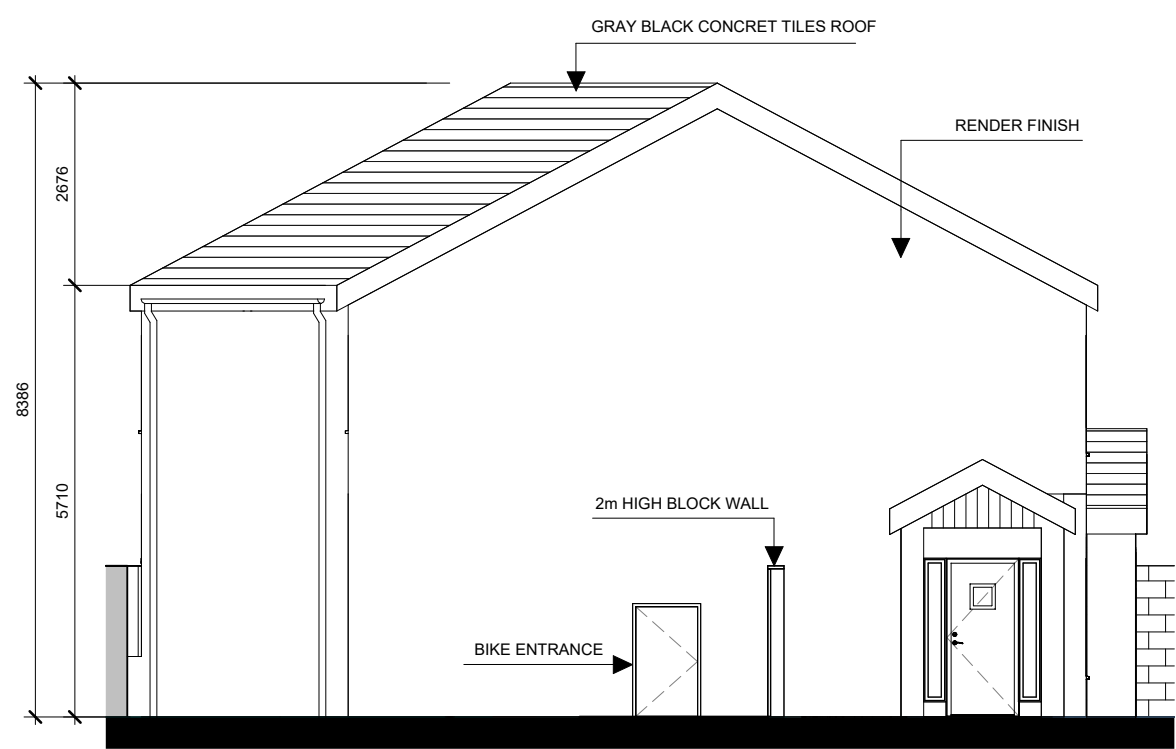 GRAY BLACK CONCRET TILES ROOF
RENDER FINISH
2676
8386
5710
2m HIGH BLOCK WALL
BIKE ENTRANCE